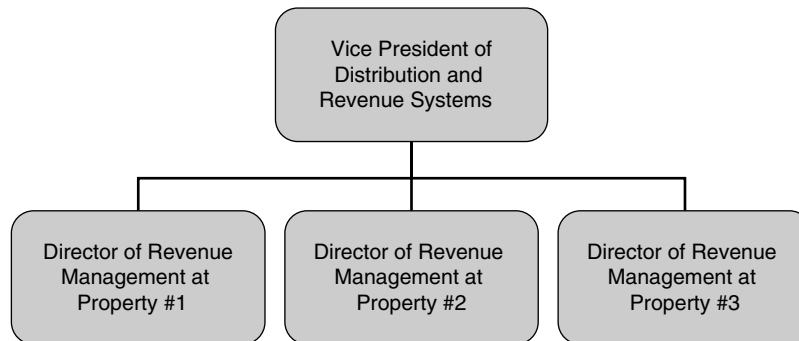 Vice President of
Distribution and
Revenue Systems
Director of Revenue
Management at
Property #1
Director of Revenue
Management at
Property #2
Director of Revenue
Management at
Property #3